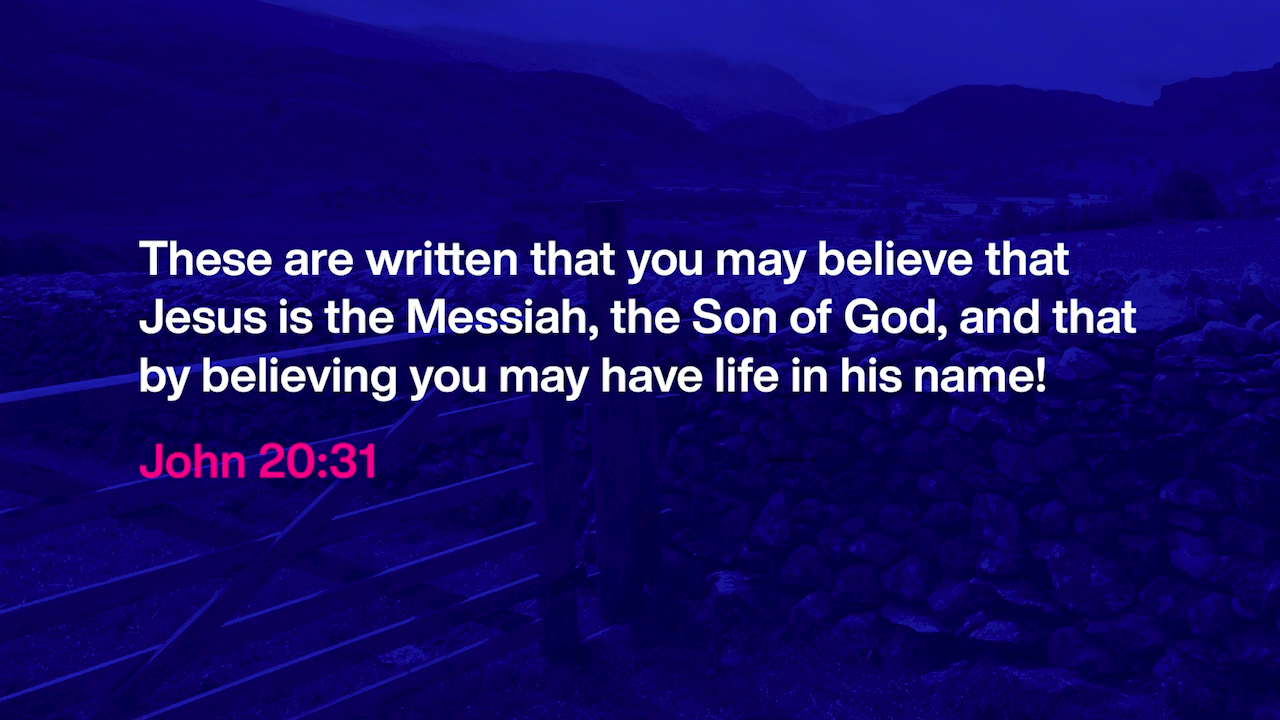 These are written that you may believe that
Jesus is the Messiah, the Son of God, and that
by believing you may have life in his name!
John 20:31